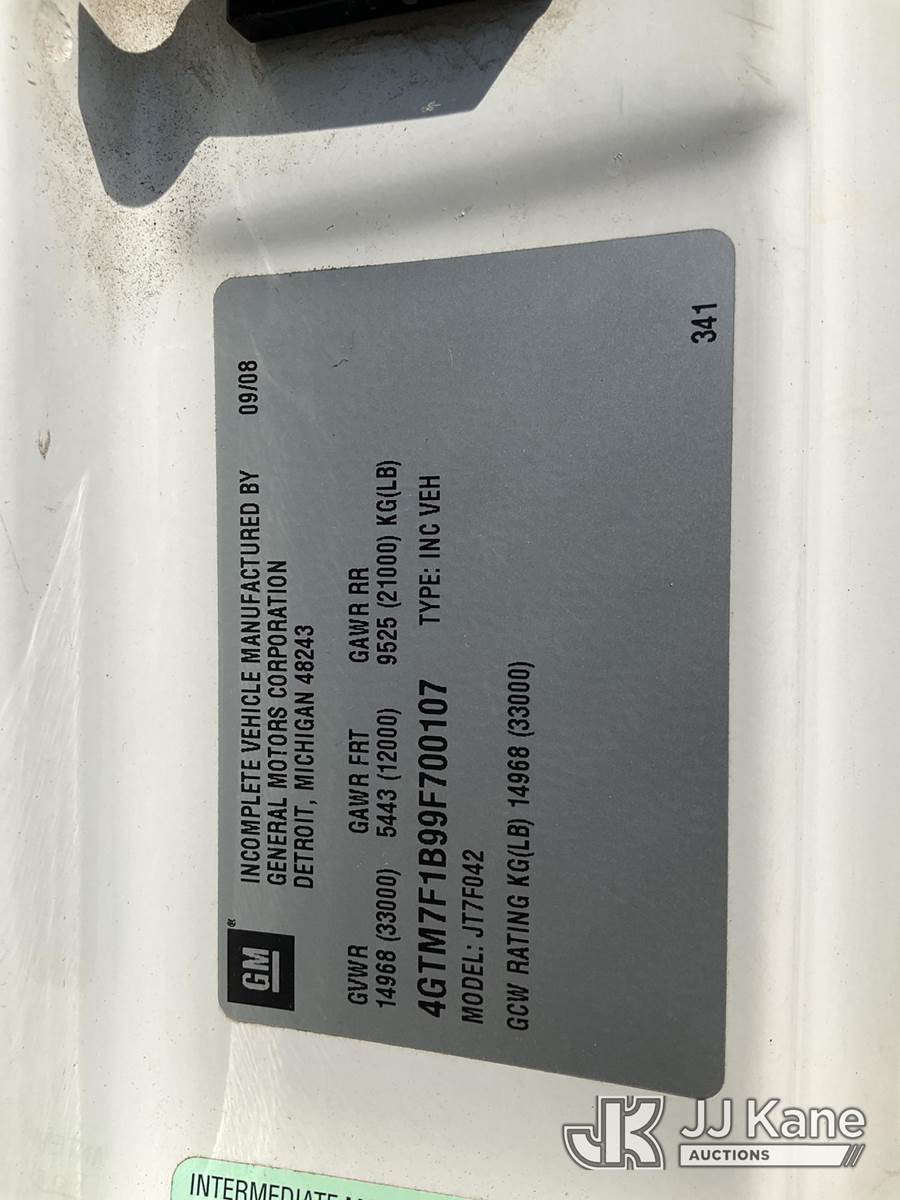 GM®
INCOMPLETE VEHICLE MANUFACTURED BY 09/08
GENERAL MOTORS CORPORATION
DETROIT, MICHIGAN 48243
GVWR GAWR FRT GAWR RR
14968 (33000) 5443 (12000) 9525 (21000) KG(LB)
4GTM7F1B99F700107 TYPE: INC VEH
MODEL: JT7F042
GCW RATING KG(LB) 14968 (33000)
341
INTERMEDIATE
JK JJ Kane
AUCTIONS